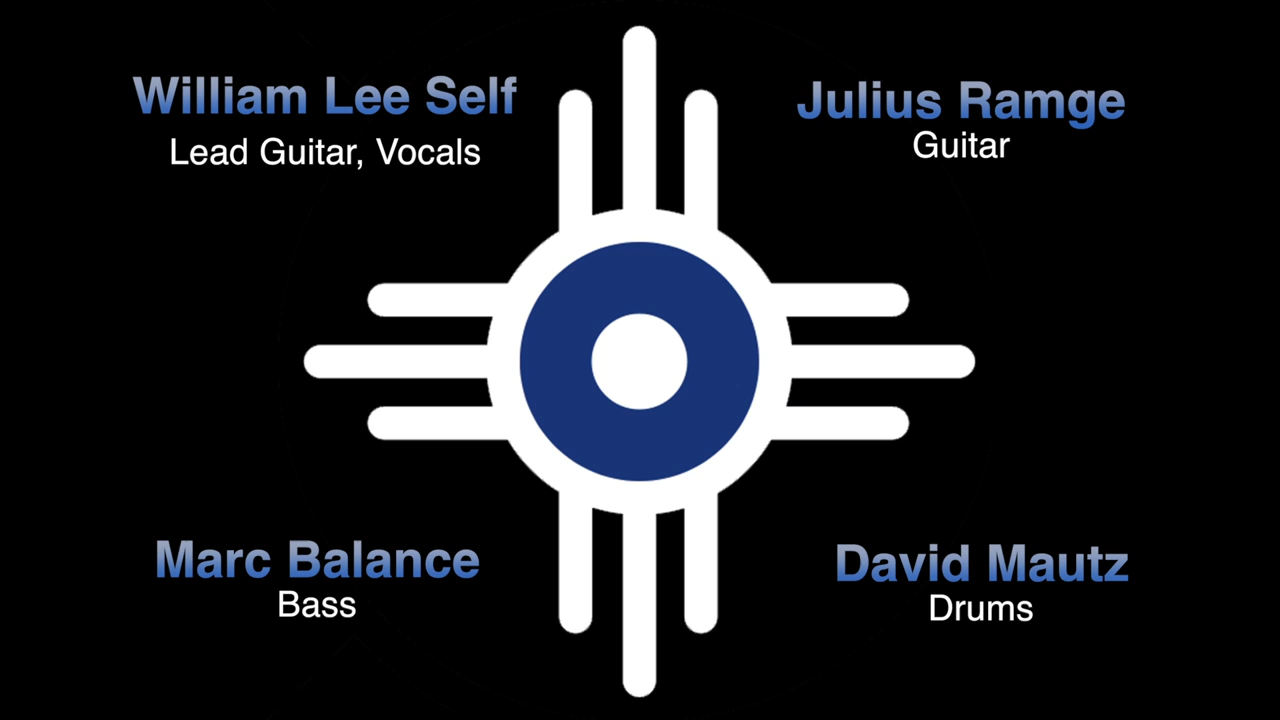 William Lee Self
Lead Guitar, Vocals
Julius Ramge
Guitar
Marc Balance
Bass
David Mautz
Drums